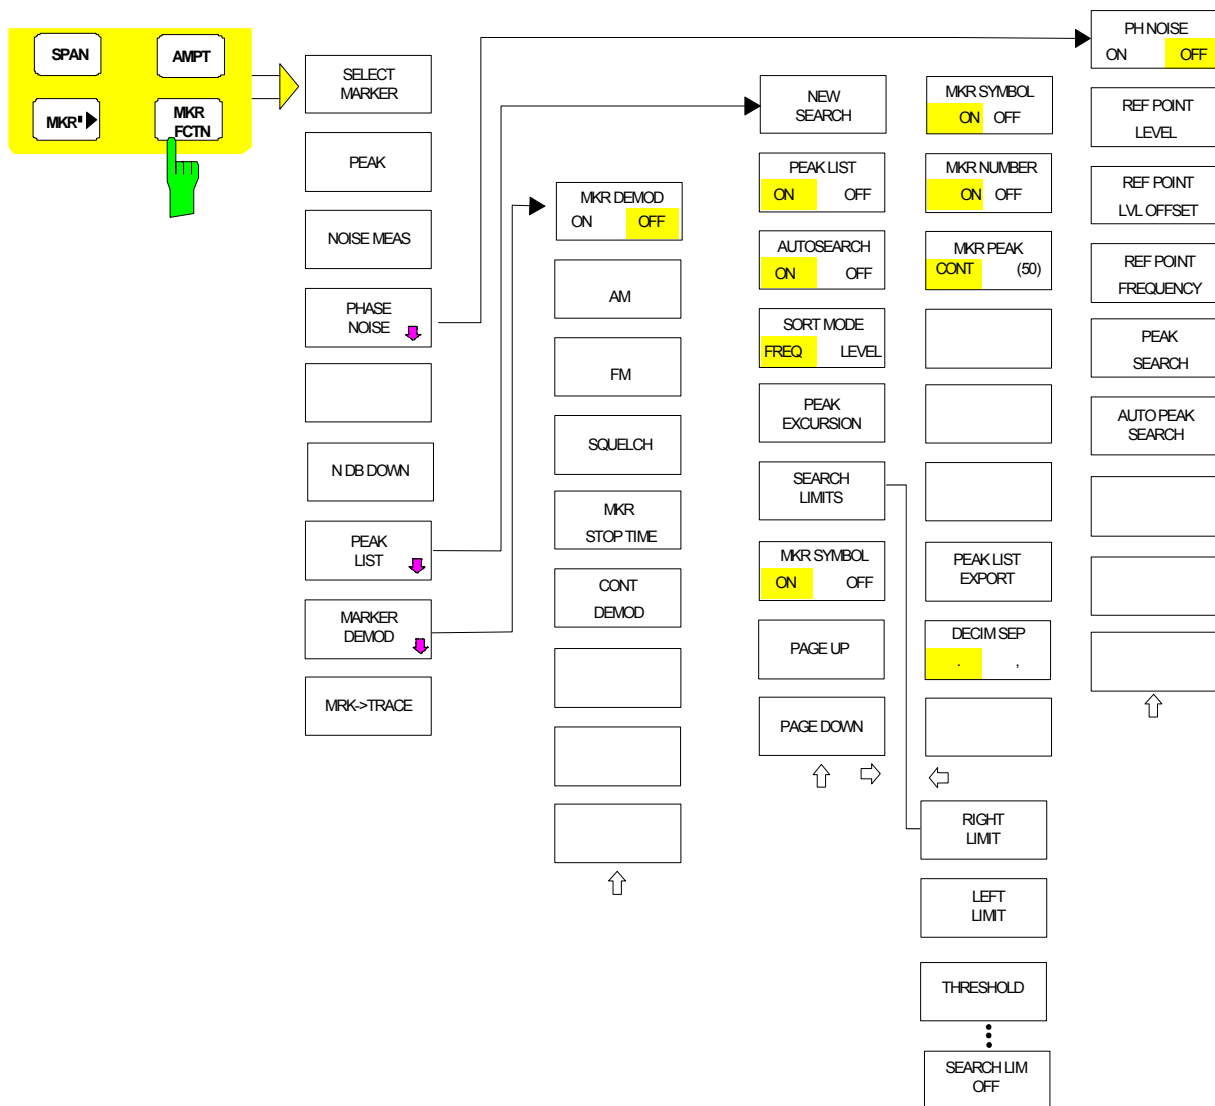 SPAN
AMPT
MKR
MKR
FCTN
SELECT
MARKER
PEAK
NOISE MEAS
PHASE
NOISE
N DB DOWN
PEAK
LIST
MARKER
DEMOD
MRK->TRACE
MKR DEMOD
ON OFF
AM
FM
SQUELCH
MKR
STOP TIME
CONT
DEMOD
NEW
SEARCH
PEAK LIST
ON OFF
AUTOSEARCH
ON OFF
SORT MODE
FREQ LEVEL
PEAK
EXCURSION
SEARCH
LIMITS
MKR SYMBOL
ON OFF
PAGE UP
PAGE DOWN
MKR SYMBOL
ON OFF
MKR NUMBER
ON OFF
MKR PEAK
CONT (50)
PEAK LIST
EXPORT
DECIM SEP
. ,
RIGHT
LIMIT
LEFT
LIMIT
THRESHOLD
SEARCH LIM
OFF
PH NOISE
ON OFF
REF POINT
LEVEL
REF POINT
LVL OFFSET
REF POINT
FREQUENCY
PEAK
SEARCH
AUTO PEAK
SEARCH